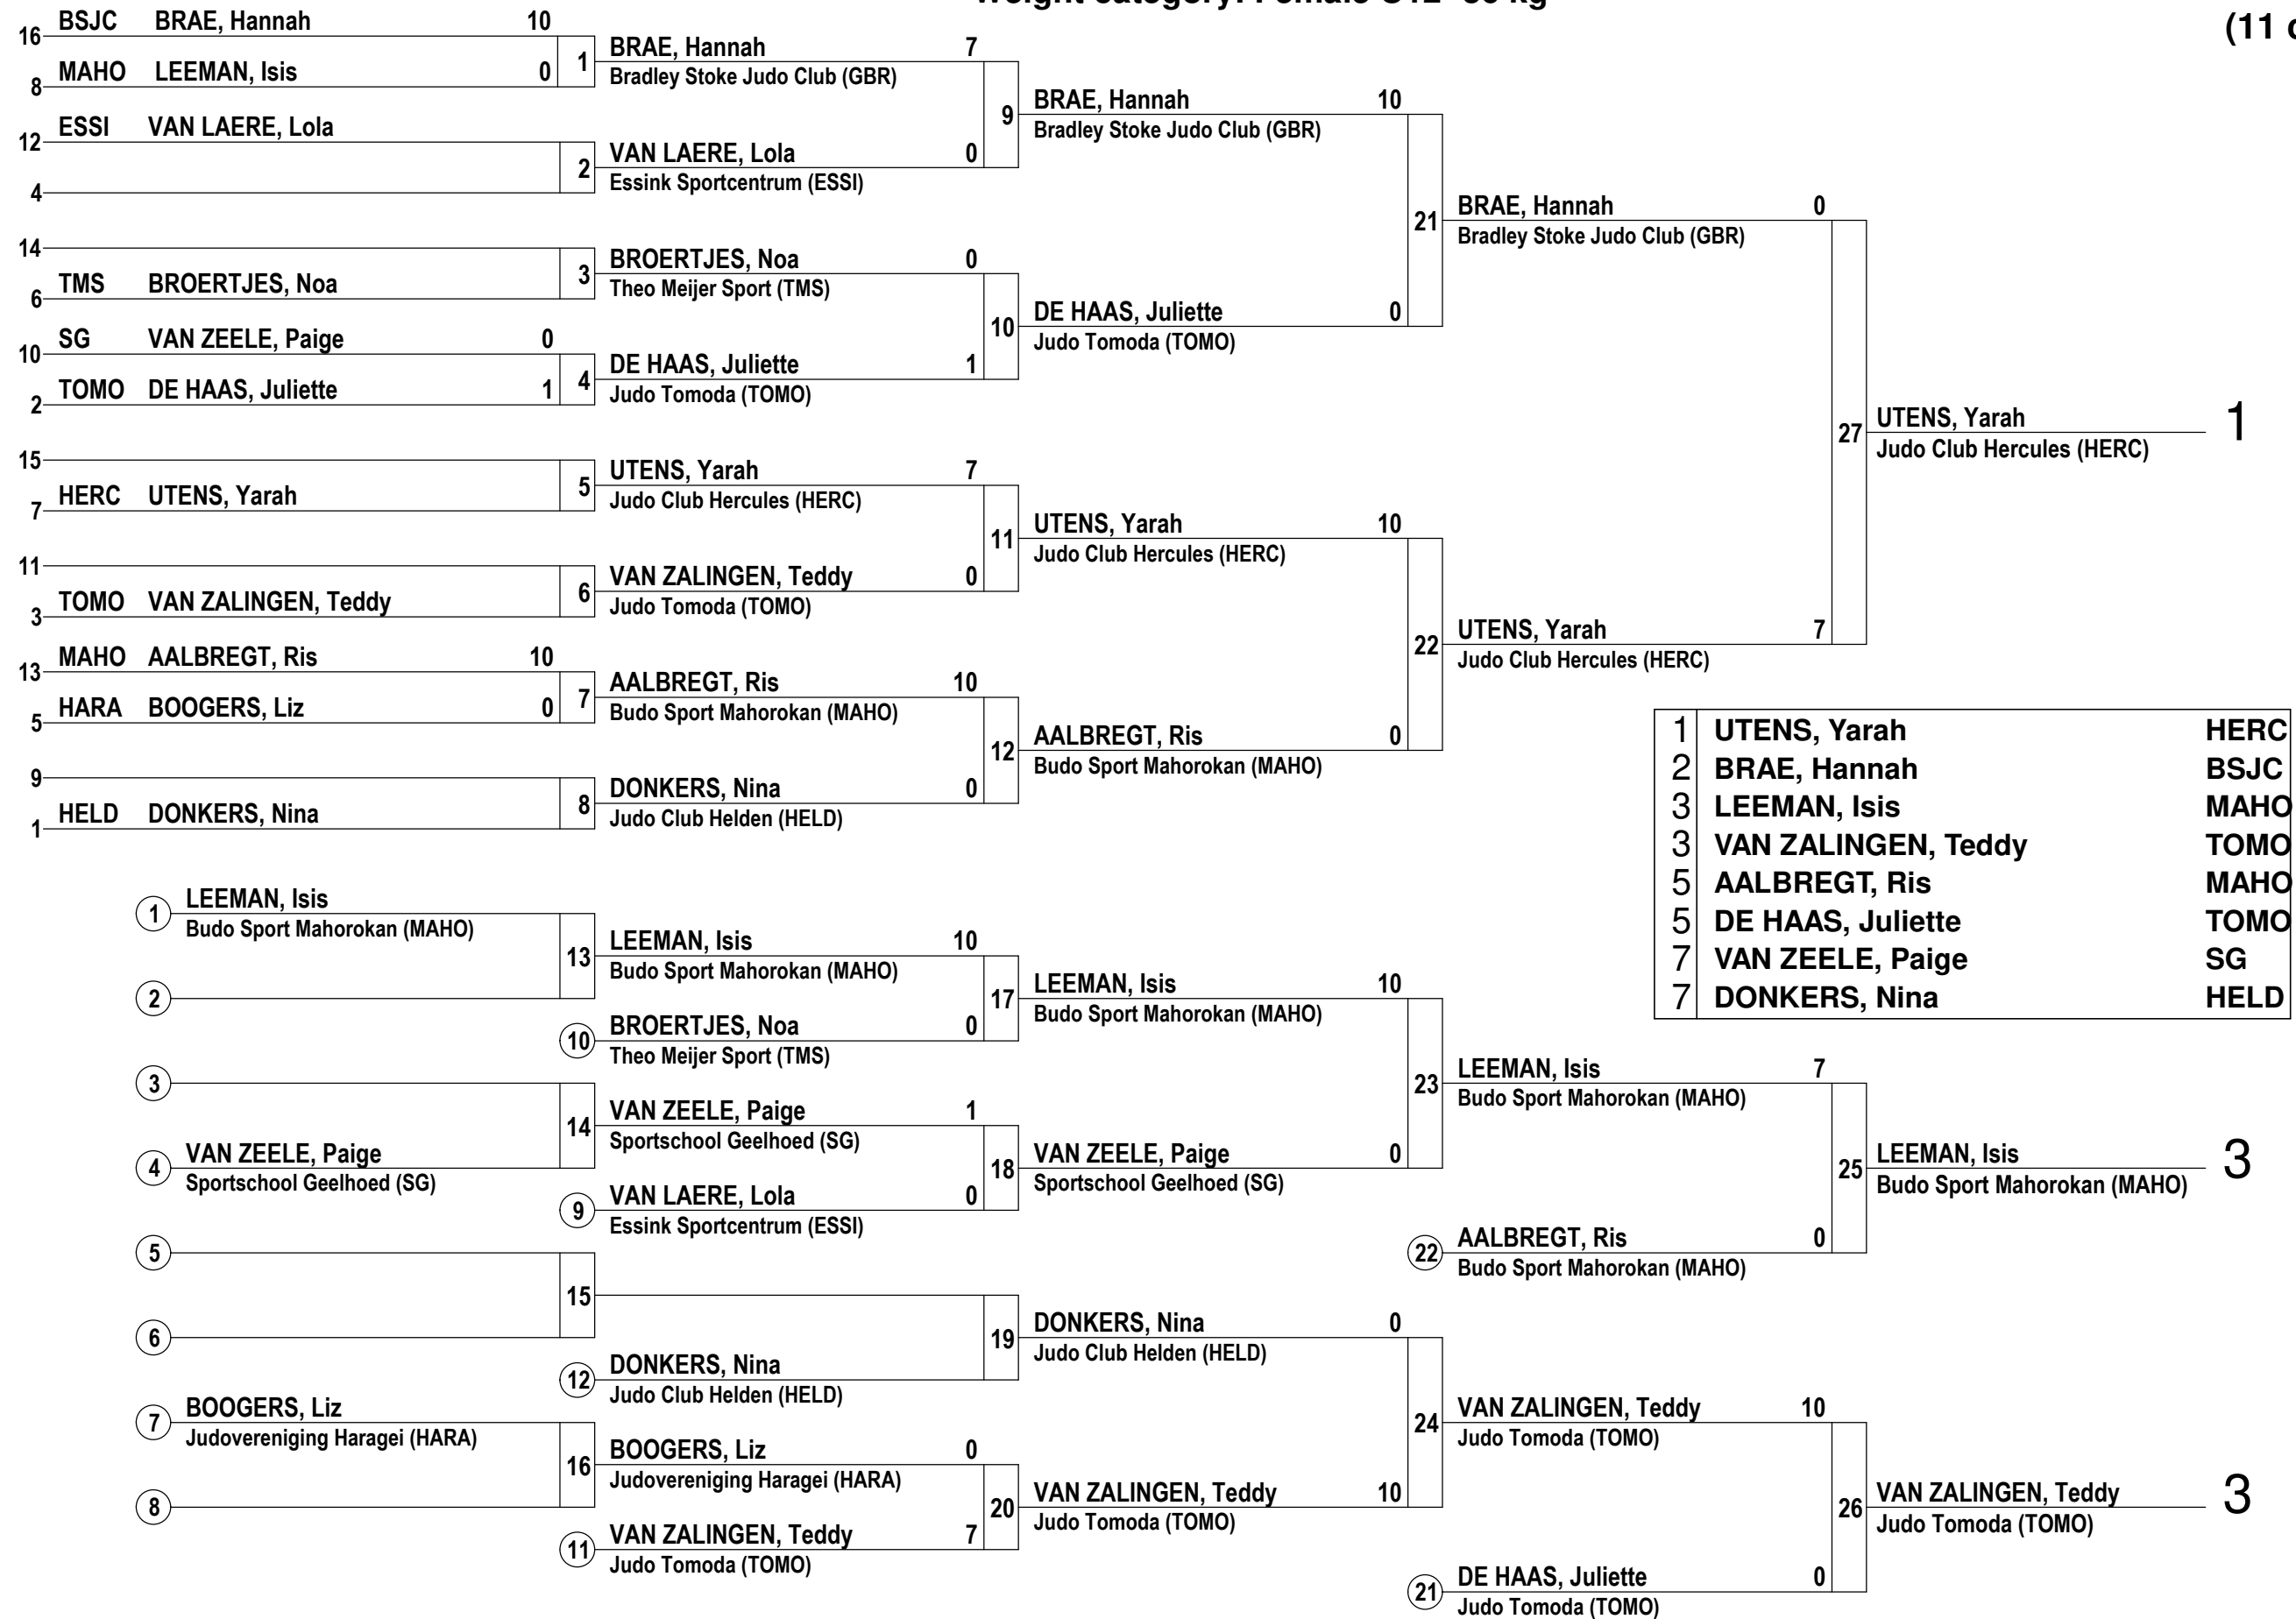 (11 
16 BSJC BRAE, Hannah 10
8 MAHO LEEMAN, Isis 0
1
12 ESSI VAN LAERE, Lola
4
2
14
6 TMS BROERTJES, Noa
3
10 SG VAN ZEELE, Paige 0
2 TOMO DE HAAS, Juliette 1
4
15
7 HERC UTENS, Yarah
5
11
3 TOMO VAN ZALINGEN, Teddy
6
13 MAHO AALBREGT, Ris 10
5 HARA BOOGERS, Liz 0
7
9
1 HELD DONKERS, Nina
8
BRAE, Hannah 7
Bradley Stoke Judo Club (GBR)
9
VAN LAERE, Lola 0
Essink Sportcentrum (ESSI)
BROERTJES, Noa 0
Theo Meijer Sport (TMS)
10
DE HAAS, Juliette 1
Judo Tomoda (TOMO)
UTENS, Yarah 7
Judo Club Hercules (HERC)
11
VAN ZALINGEN, Teddy 0
Judo Tomoda (TOMO)
AALBREGT, Ris 10
Budo Sport Mahorokan (MAHO)
12
DONKERS, Nina 0
Judo Club Helden (HELD)
BRAE, Hannah 10
Bradley Stoke Judo Club (GBR)
21
DE HAAS, Juliette 0
Judo Tomoda (TOMO)
UTENS, Yarah 10
Judo Club Hercules (HERC)
22
AALBREGT, Ris 0
Budo Sport Mahorokan (MAHO)
BRAE, Hannah 0
Bradley Stoke Judo Club (GBR)
27
UTENS, Yarah 7
Judo Club Hercules (HERC)
UTENS, Yarah 1
Judo Club Hercules (HERC)
1 UTENS, Yarah HERC
2 BRAE, Hannah BSJC
3 LEEMAN, Isis MAHO
3 VAN ZALINGEN, Teddy TOMO
5 AALBREGT, Ris MAHO
5 DE HAAS, Juliette TOMO
7 VAN ZEELE, Paige SG
7 DONKERS, Nina HELD
1 LEEMAN, Isis
Budo Sport Mahorokan (MAHO)
13
2
3
14
4 VAN ZEELE, Paige
Sportschool Geelhoed (SG)
5
15
6
7 BOOGERS, Liz
Judovereniging Haragei (HARA)
16
8
LEEMAN, Isis 10
Budo Sport Mahorokan (MAHO)
17
10 BROERTJES, Noa 0
Theo Meijer Sport (TMS)
VAN ZEELE, Paige 1
Sportschool Geelhoed (SG)
18
9 VAN LAERE, Lola 0
Essink Sportcentrum (ESSI)
19
12 DONKERS, Nina
Judo Club Helden (HELD)
BOOGERS, Liz 0
Judovereniging Haragei (HARA)
20
11 VAN ZALINGEN, Teddy 7
Judo Tomoda (TOMO)
LEEMAN, Isis 10
Budo Sport Mahorokan (MAHO)
23
VAN ZEELE, Paige 0
Sportschool Geelhoed (SG)
DONKERS, Nina 0
Judo Club Helden (HELD)
24
VAN ZALINGEN, Teddy 10
Judo Tomoda (TOMO)
LEEMAN, Isis 7
Budo Sport Mahorokan (MAHO)
25
22 AALBREGT, Ris 0
Budo Sport Mahorokan (MAHO)
VAN ZALINGEN, Teddy 10
Judo Tomoda (TOMO)
26
21 DE HAAS, Juliette 0
Judo Tomoda (TOMO)
LEEMAN, Isis 3
Budo Sport Mahorokan (MAHO)
VAN ZALINGEN, Teddy 3
Judo Tomoda (TOMO)